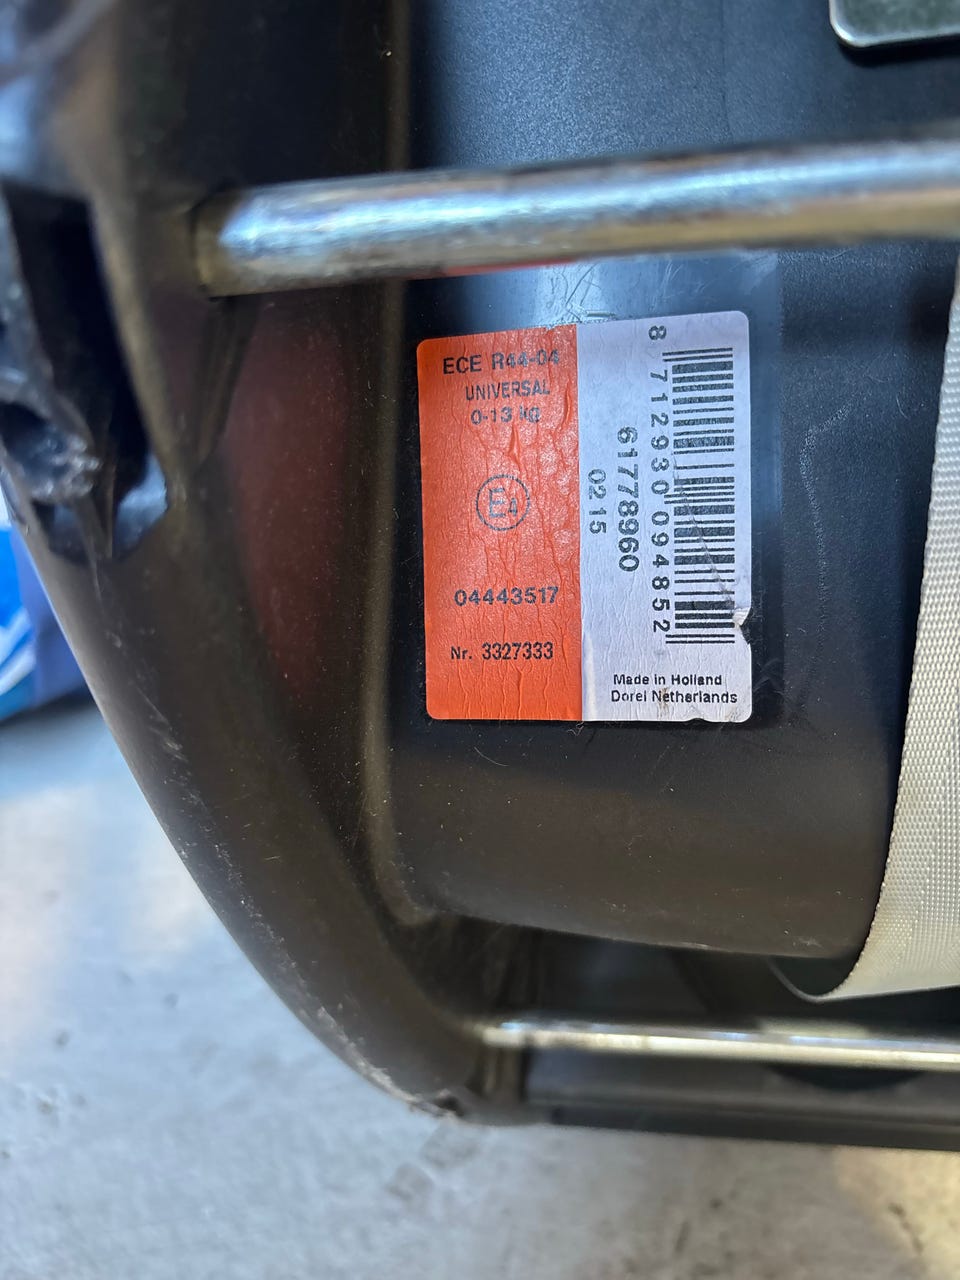 ECE R44-04
UNIVERSAL
0-13 kg
E4
04443517
Nr. 3327333
8 712930 094852
61778960
0215
Made in Holland
Dorel Netherlands